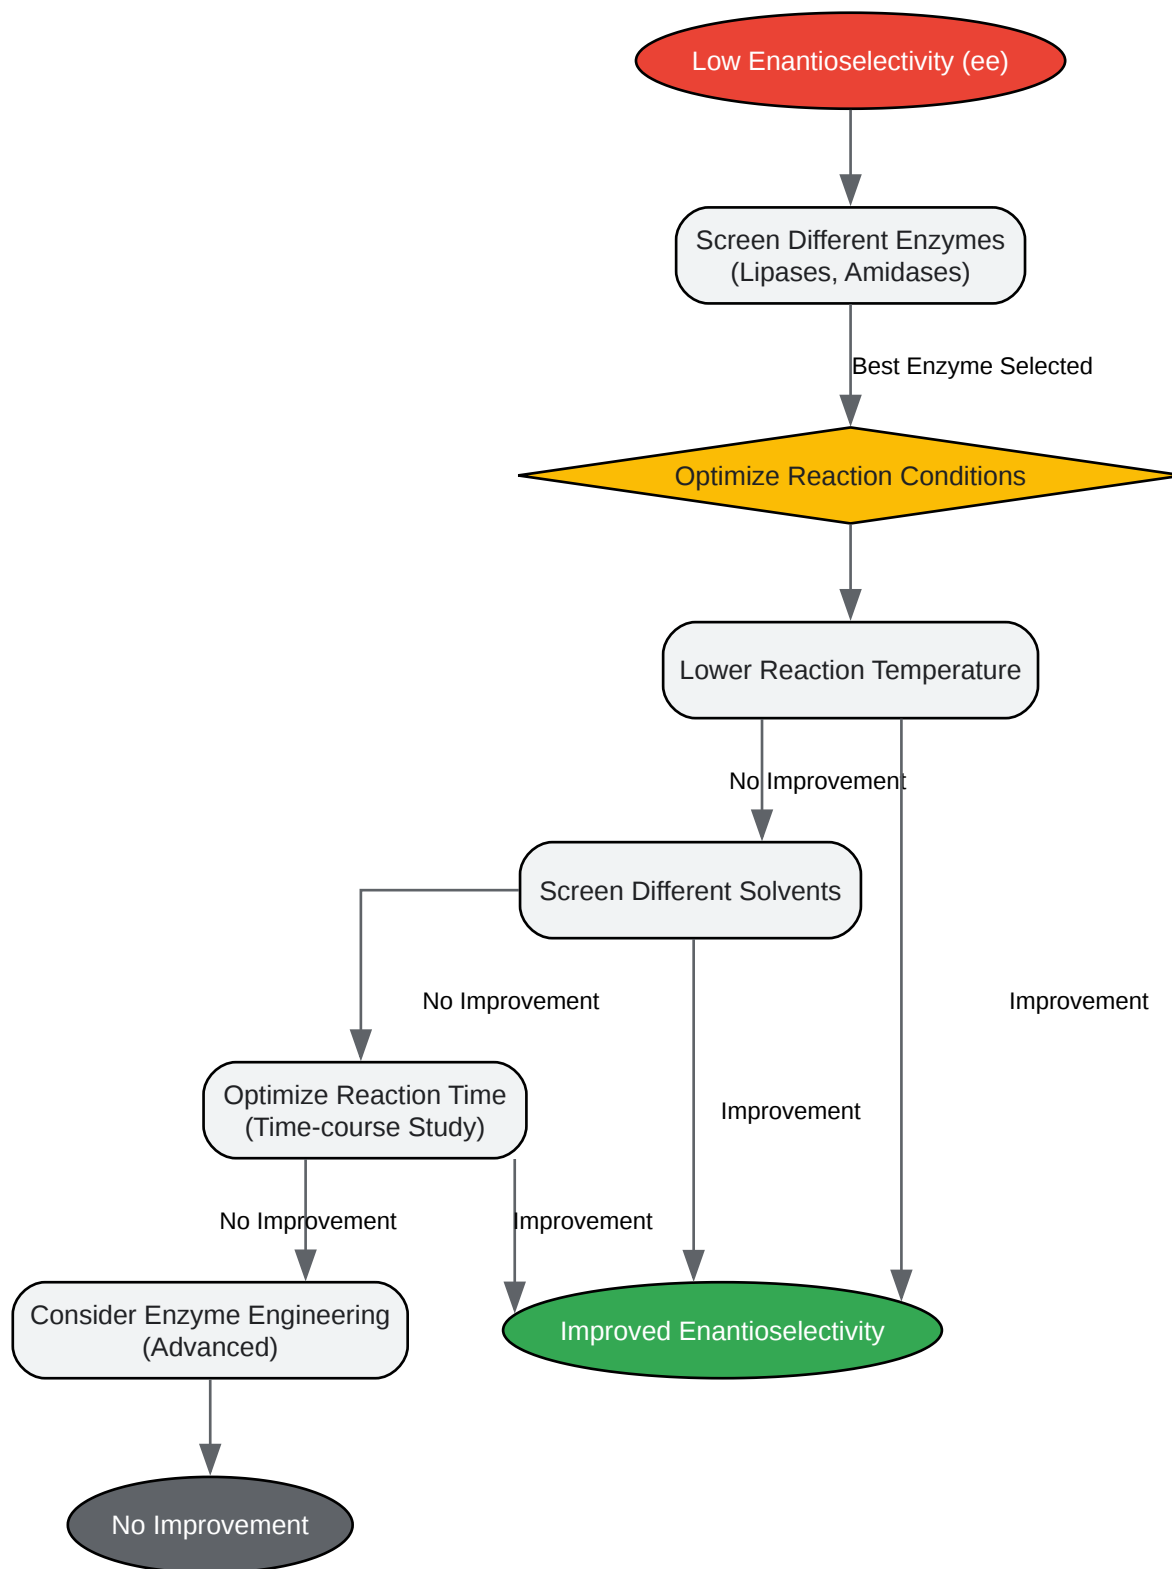 Low Enantioselectivity (ee)
Screen Different Enzymes
(Lipases, Amidases)
Best Enzyme Selected
Optimize Reaction Conditions
Lower Reaction Temperature
No Improvement
Screen Different Solvents
No Improvement
Improvement
Optimize Reaction Time
(Time-course Study)
Improvement
No Improvement
Improvement
Consider Enzyme Engineering
(Advanced)
Improved Enantioselectivity
No Improvement